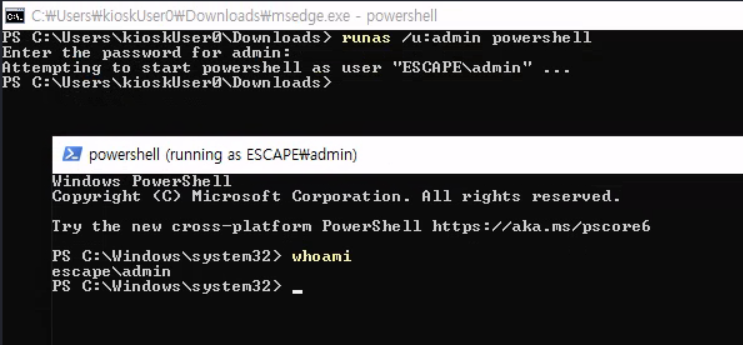 C:₩Users₩kioskUser0₩Downloads₩msedge.exe - powershell
PS C:\Users\kioskUser0\Downloads> runas /u:admin powershell
Enter the password for admin:
Attempting to start powershell as user "ESCAPE\admin" ...
PS C:\Users\kioskUser0\Downloads>
powershell (running as ESCAPE₩admin)
Windows PowerShell
Copyright (C) Microsoft Corporation. All rights reserved.
Try the new cross-platform PowerShell https://aka.ms/pscore6
PS C:\Windows\system32> whoami
escape\admin
PS C:\Windows\system32> _